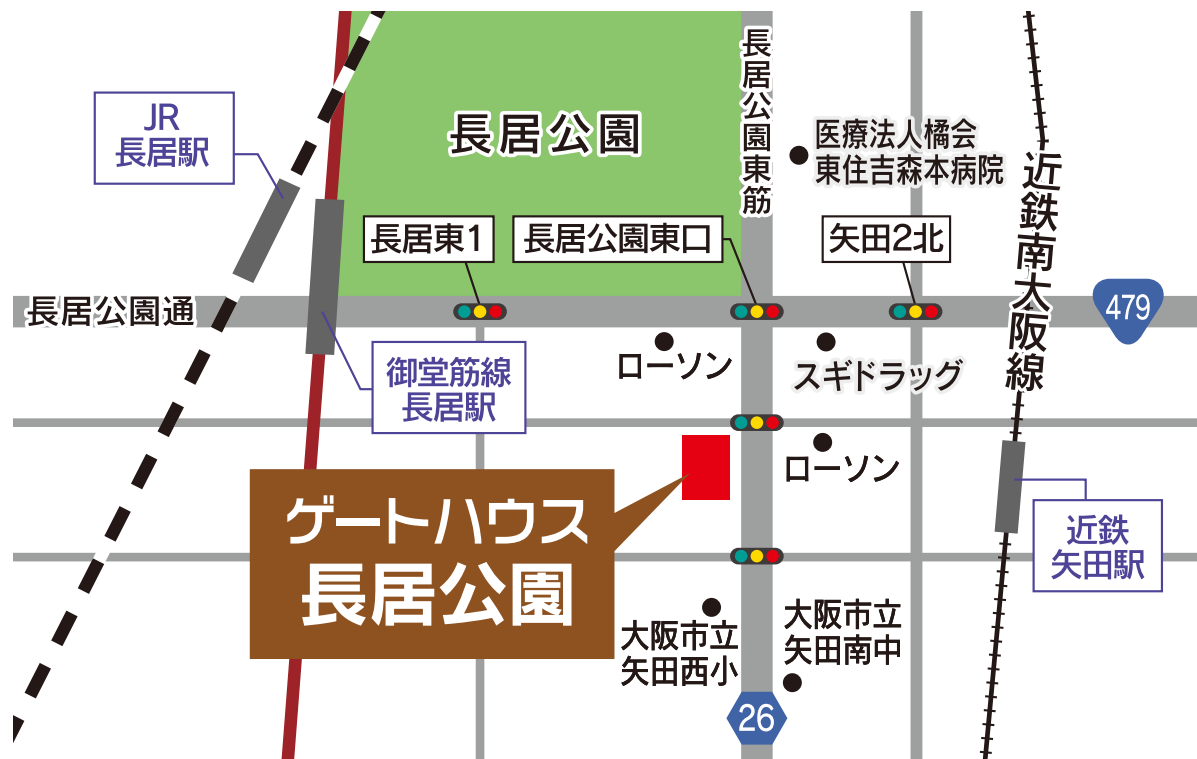 JR
長居駅
長居公園
長居公園東筋
医療法人橘会
東住吉森本病院
近鉄南大阪線
長居東1
長居公園東口
矢田2北
長居公園通
479
ローソン
スギドラッグ
御堂筋線
長居駅
ローソン
ゲートハウス
長居公園
近鉄
矢田駅
大阪市立
矢田西小
大阪市立
矢田南中
26